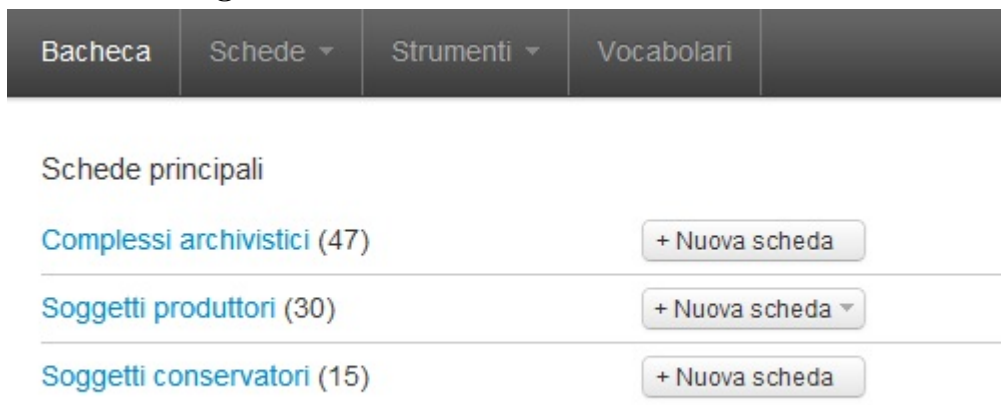 Bacheca Schede Strumenti Vocabolari
Schede principali
Complessi archivistici (47) + Nuova scheda
Soggetti produttori (30) + Nuova scheda
Soggetti conservatori (15) + Nuova scheda